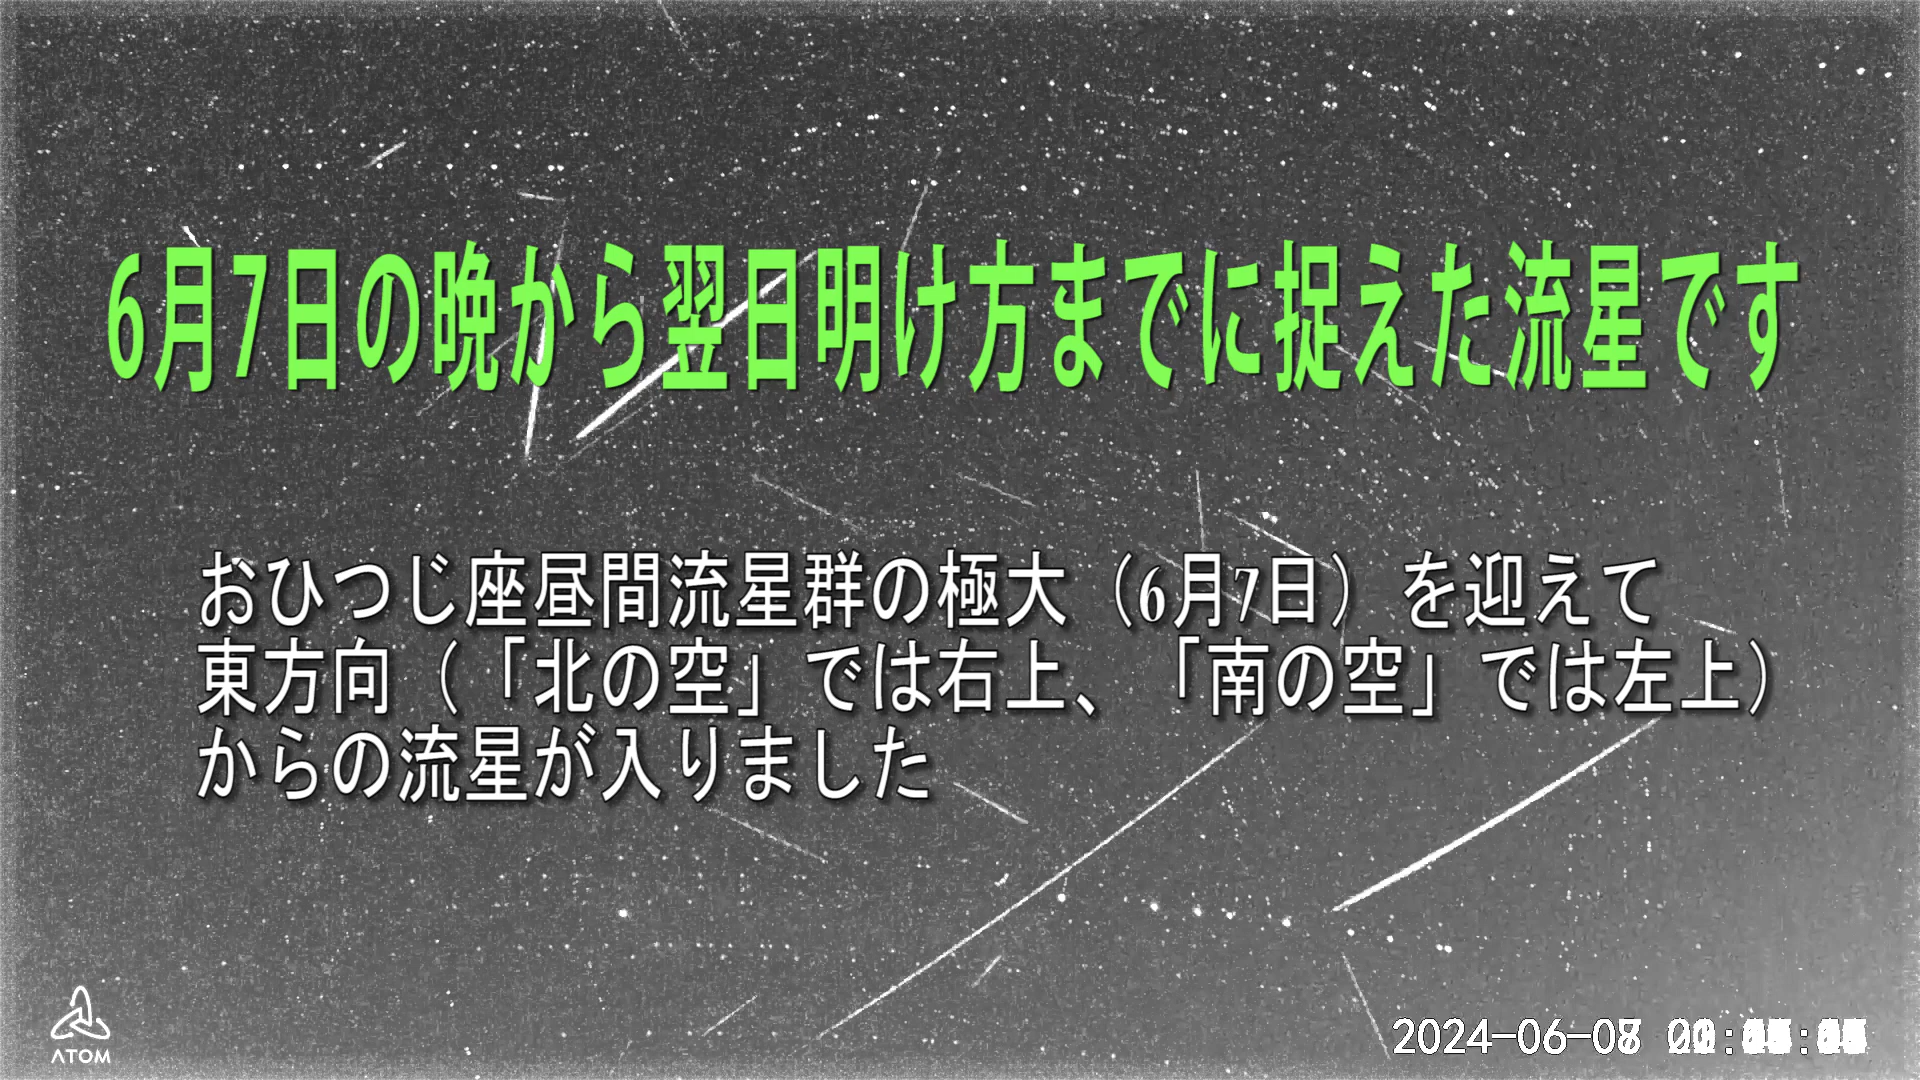 6月7日の晩から翌日明け方までに捉えた流星です
おひつじ座昼間流星群の極大（6月7日）を迎えて
東方向（「北の空」では右上、「南の空」では左上）
からの流星が入りました
ATOM
2024-06-0